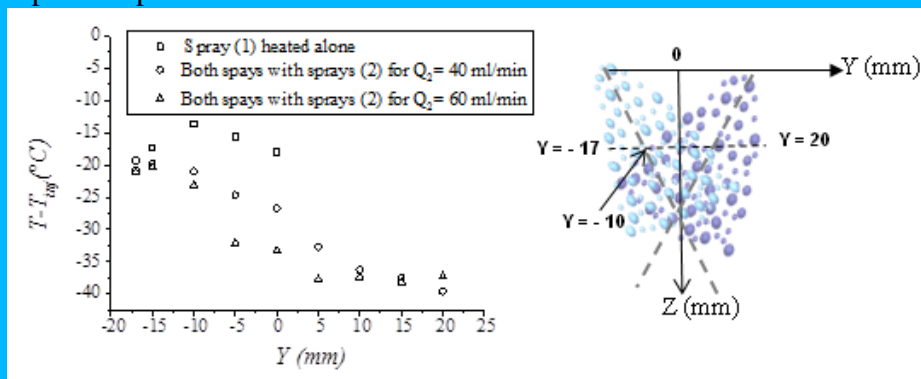 0
-5
-10
-15
-20
-25
-30
-35
-40
T-Tinj(°C)
-20 -15 -10 -5 0 5 10 15 20 25
Y (mm)
Spray (1) heated alone
Both spays with sprays (2) for Q2= 40 ml/min
Both spays with sprays (2) for Q2= 60 ml/min
0
Y (mm)
Y = - 17
Y = 20
Y = - 10
Z (mm)